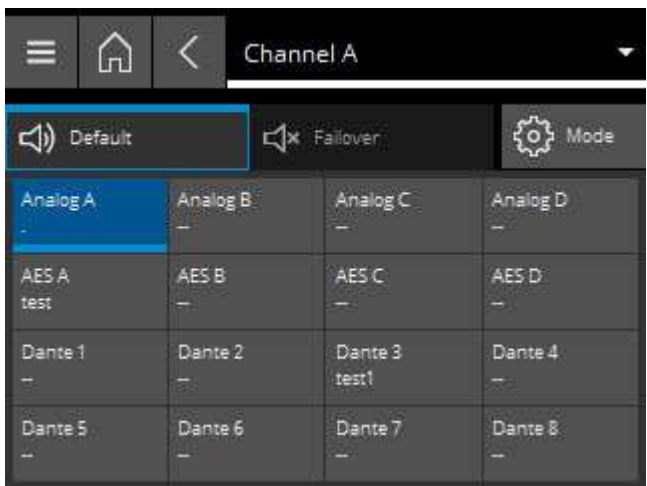 Channel A
Default
Failover
Mode
Analog A
.
Analog B
--
Analog C
--
Analog D
--
AES A
test
AES B
--
AES C
--
AES D
--
Dante 1
--
Dante 2
--
Dante 3
test1
Dante 4
--
Dante 5
--
Dante 6
--
Dante 7
--
Dante 8
--